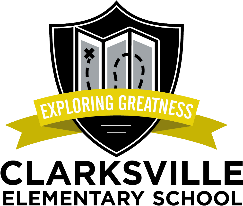 EXPLORING GREATNESS
CLARKSVILLE
ELEMENTARY SCHOOL